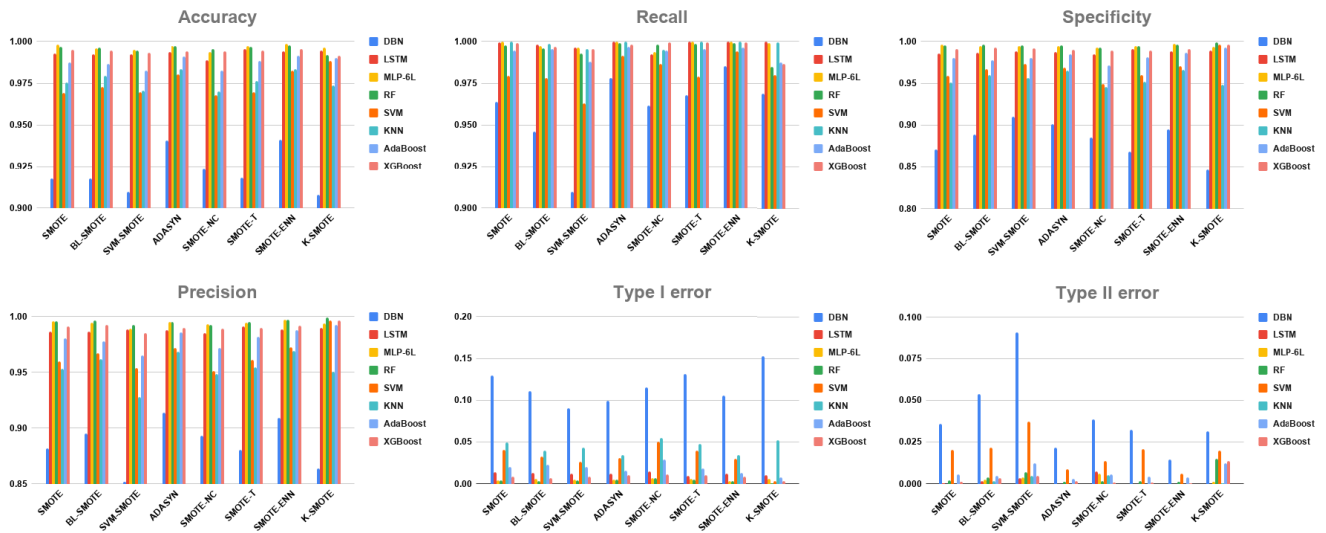 Accuracy
1.000
0.975
0.950
0.925
0.900
SMOTE
BL-SMOTE
SVM-SMOTE
ADASYN
SMOTE-NC
SMOTE-T
SMOTE-ENN
K-SMOTE
DBN
LSTM
MLP-6L
RF
SVM
KNN
AdaBoost
XGBoost
Recall
1.000
0.975
0.950
0.925
0.900
SMOTE
BL-SMOTE
SVM-SMOTE
ADASYN
SMOTE-NC
SMOTE-T
SMOTE-ENN
K-SMOTE
DBN
LSTM
MLP-6L
RF
SVM
KNN
AdaBoost
XGBoost
Specificity
1.00
0.95
0.90
0.85
0.80
SMOTE
BL-SMOTE
SVM-SMOTE
ADASYN
SMOTE-NC
SMOTE-T
SMOTE-ENN
K-SMOTE
DBN
LSTM
MLP-6L
RF
SVM
KNN
AdaBoost
XGBoost
Precision
1.00
0.95
0.90
0.85
SMOTE
BL-SMOTE
SVM-SMOTE
ADASYN
SMOTE-NC
SMOTE-T
SMOTE-ENN
K-SMOTE
DBN
LSTM
MLP-6L
RF
SVM
KNN
AdaBoost
XGBoost
Type I error
0.20
0.15
0.10
0.05
0.00
SMOTE
BL-SMOTE
SVM-SMOTE
ADASYN
SMOTE-NC
SMOTE-T
SMOTE-ENN
K-SMOTE
DBN
LSTM
MLP-6L
RF
SVM
KNN
AdaBoost
XGBoost
Type II error
0.100
0.075
0.050
0.025
0.000
SMOTE
BL-SMOTE
SVM-SMOTE
ADASYN
SMOTE-NC
SMOTE-T
SMOTE-ENN
K-SMOTE
DBN
LSTM
MLP-6L
RF
SVM
KNN
AdaBoost
XGBoost